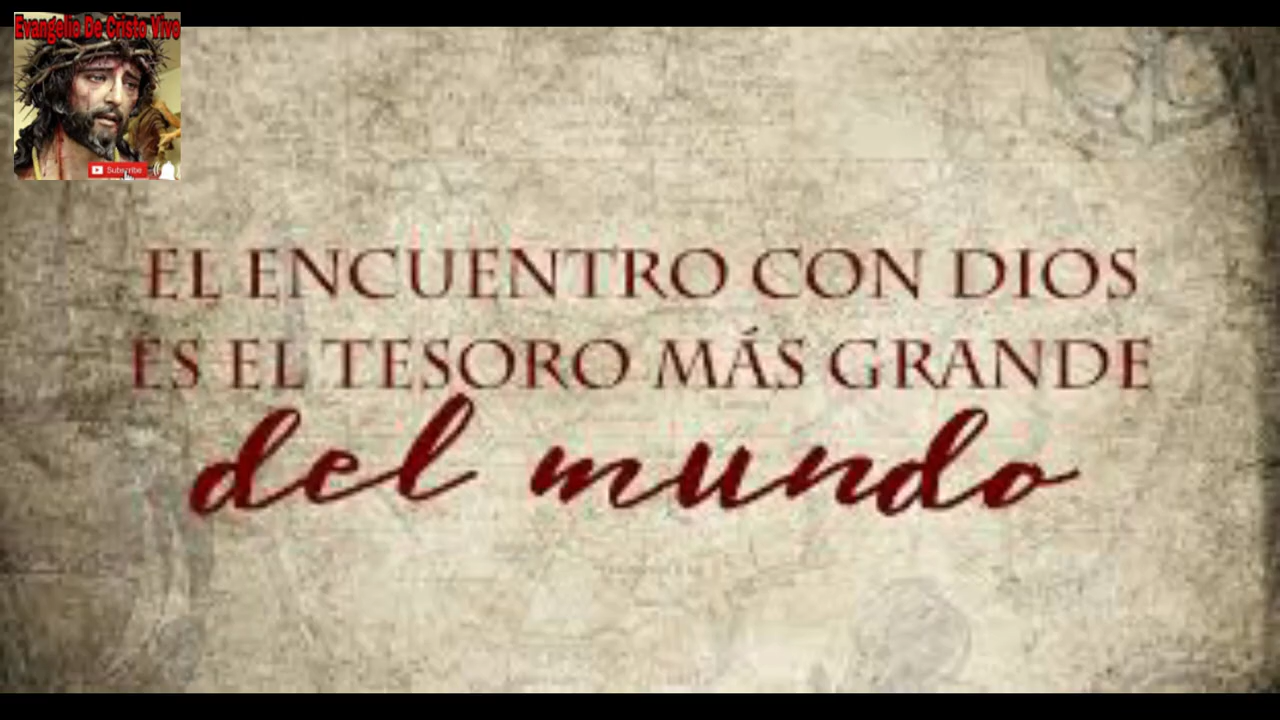 Evangelio De Cristo Vivo
Subscribe
EL ENCUENTRO CON DIOS
ES EL TESORO MÁS GRANDE
del mundo